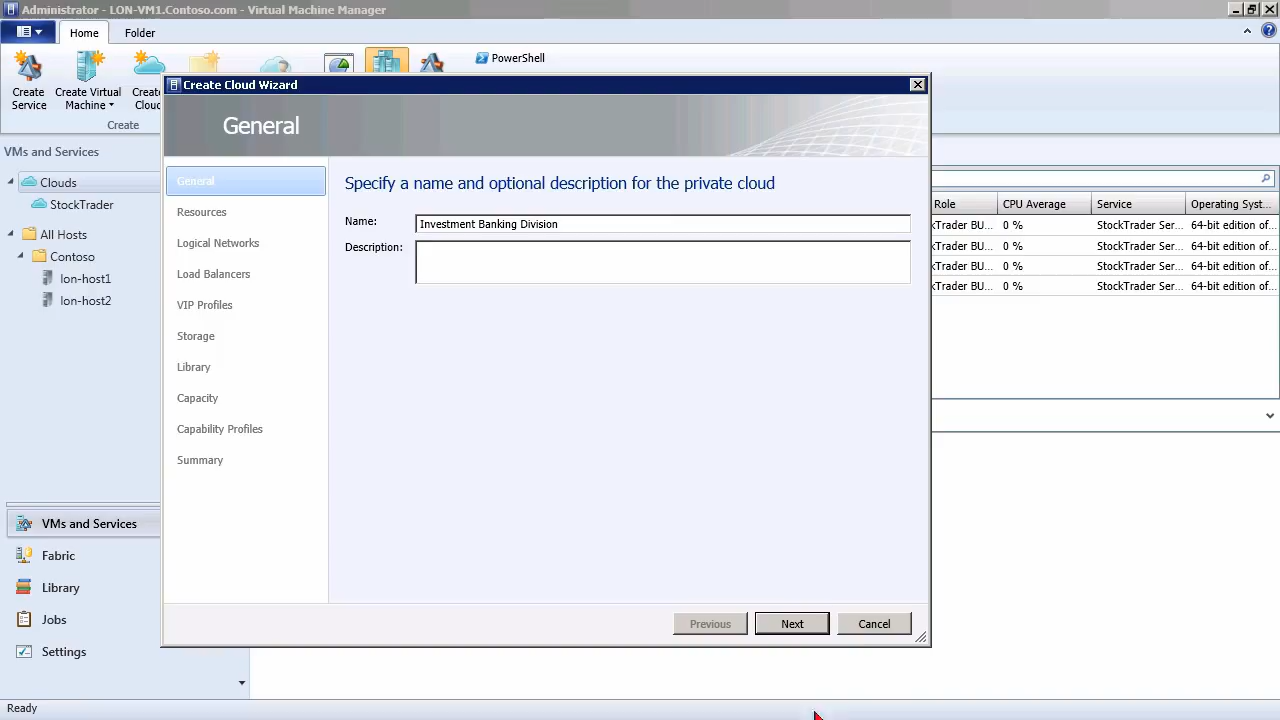 Administrator - LON-VM1.Contoso.com - Virtual Machine Manager
Home
Folder
Create Service
Create Virtual Machine
Create Cloud
PowerShell
Create
VMs and Services
Clouds
StockTrader
All Hosts
Contoso
lon-host1
lon-host2
VMs and Services
Fabric
Library
Jobs
Settings
Ready
Create Cloud Wizard
General
General
Resources
Logical Networks
Load Balancers
VIP Profiles
Storage
Library
Capacity
Capability Profiles
Summary
Specify a name and optional description for the private cloud
Name: Investment Banking Division
Description:
Previous Next Cancel
Role CPU Average Service Operating Syst...
kTrader BU... 0 % StockTrader Ser... 64-bit edition of...
kTrader BU... 0 % StockTrader Ser... 64-bit edition of...
kTrader BU... 0 % StockTrader Ser... 64-bit edition of...
kTrader BU... 0 % StockTrader Ser... 64-bit edition of...